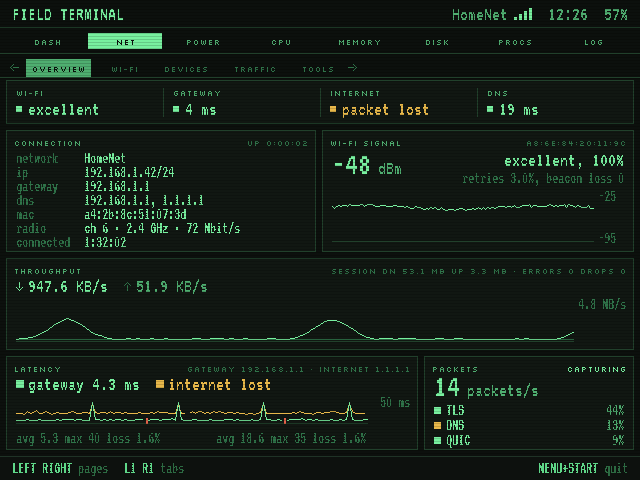 FIELD TERMINAL HomeNet 12:26 57%
DASH NET POWER CPU MEMORY DISK PROCS LOG
← OVERVIEW WI-FI DEVICES TRAFFIC TOOLS →
WI-FI GATEWAY INTERNET DNS
excellent 4 ms packet lost 19 ms
CONNECTION UP 0:00:02
network HomeNet
ip 192.168.1.42/24
gateway 192.168.1.1
dns 192.168.1.1, 1.1.1.1
mac a4:2b:8c:51:07:3d
radio ch 6 · 2.4 GHz · 72 Mbit/s
connected 1:32:02
WI-FI SIGNAL A8:6E:84:20:11:9C
-48 dBm excellent, 100%
retries 3.0%, beacon loss 0
-25
-95
THROUGHPUT SESSION DN 53.1 MB UP 3.3 MB · ERRORS 0 DROPS 0
↓ 947.6 KB/s ↑ 51.9 KB/s
4.8 MB/s
LATENCY GATEWAY 192.168.1.1 · INTERNET 1.1.1.1
gateway 4.3 ms internet lost
50 ms
avg 5.3 max 40 loss 1.6% avg 18.6 max 35 loss 1.6%
PACKETS CAPTURING
14 packets/s
TLS 44%
DNS 13%
QUIC 9%
LEFT RIGHT pages L1 R1 tabs MENU+START quit